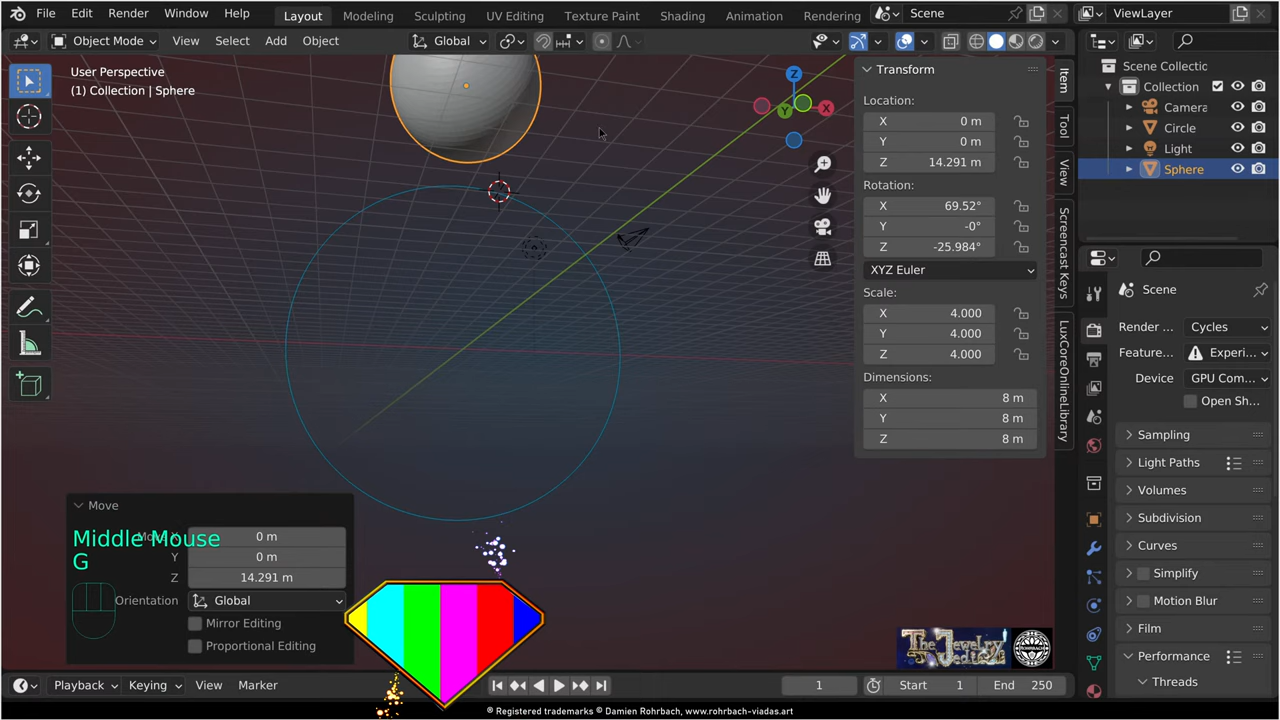 File Edit Render Window Help Layout Modeling Sculpting UV Editing Texture Paint Shading Animation Rendering Scene ViewLayer
Object Mode View Select Add Object Global
User Perspective
(1) Collection | Sphere
Z
Y
X
Transform
Location:
X 0 m
Y 0 m
Z 14.291 m
Rotation:
X 69.52°
Y -0°
Z -25.984°
XYZ Euler
Scale:
X 4.000
Y 4.000
Z 4.000
Dimensions:
X 8 m
Y 8 m
Z 8 m
Item
Tool
View
Screencast Keys
LuxCoreOnlineLibrary
Scene Collectic
Collection
Camera
Circle
Light
Sphere
Scene
Render ... Cycles
Feature... Experi...
Device GPU Com...
Open Sh...
Sampling
Light Paths
Volumes
Subdivision
Curves
Simplify
Motion Blur
Film
Performance
Threads
Move
0 m
Y 0 m
Z 14.291 m
Orientation Global
Mirror Editing
Proportional Editing
Middle Mouse
G
The Jewelry
ROHRBACH
Playback Keying View Marker 1 Start 1 End 250
® Registered trademarks © Damien Rohrbach, www.rohrbach-viadas.art